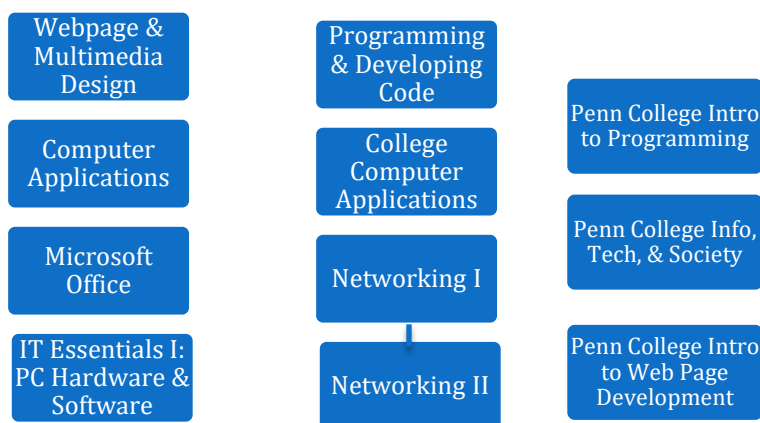 Webpage &
Multimedia
Design
Computer
Applications
Microsoft
Office
IT Essentials I:
PC Hardware &
Software
Programming
& Developing
Code
College
Computer
Applications
Networking I
Networking II
Penn College Intro
to Programming
Penn College Info,
Tech, & Society
Penn College Intro
to Web Page
Development